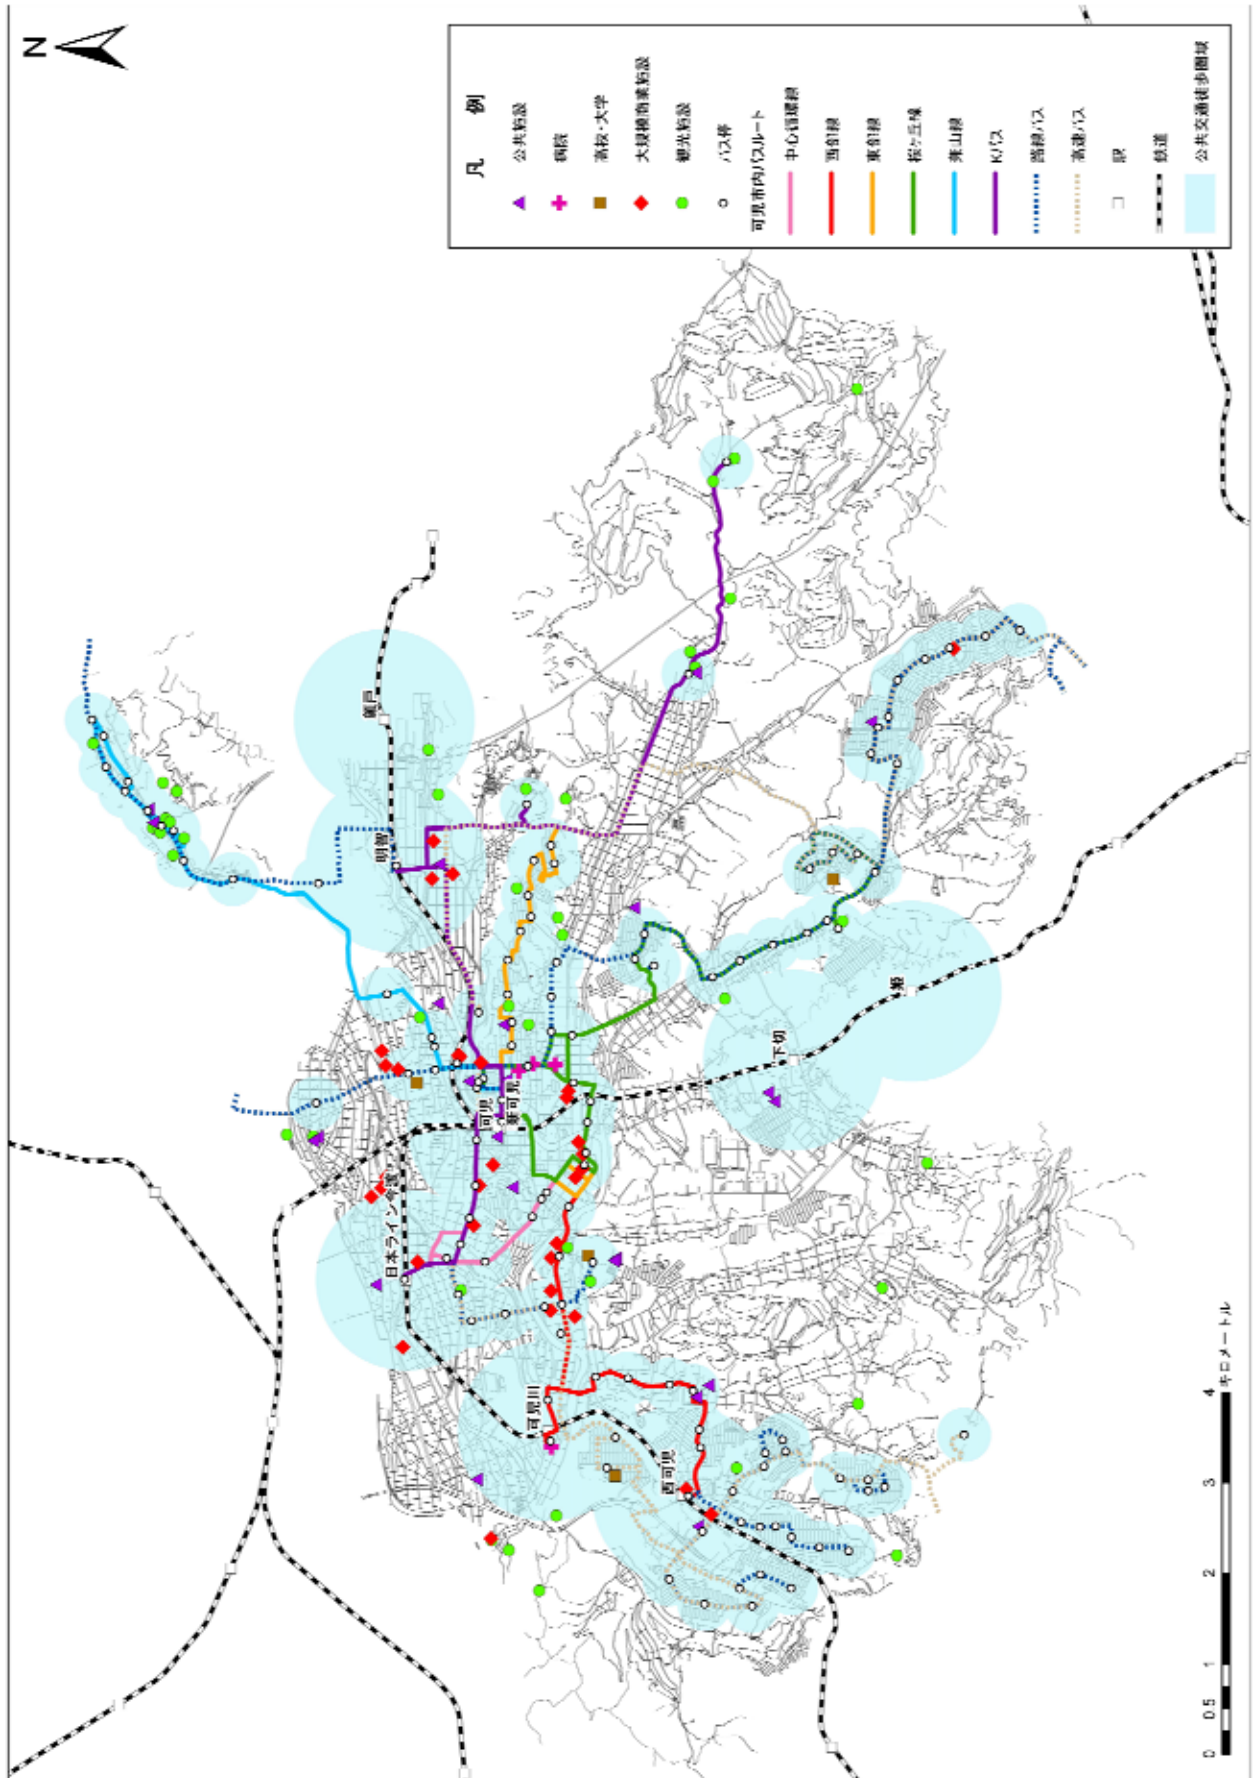 N
凡 例
公共施設
病院
高校・大学
大規模商業施設
観光施設
バス停
可児市内バスルート
中心循環線
西部線
東部線
桜ケ丘線
兼山線
Kバス
路線バス
高速バス
駅
鉄道
公共交通徒歩圏域
顔戸
明智
可児
新可児
日本ライン今渡
下切
姫
可児川
西可児
0 0.5 1 2 3 4
キロメートル